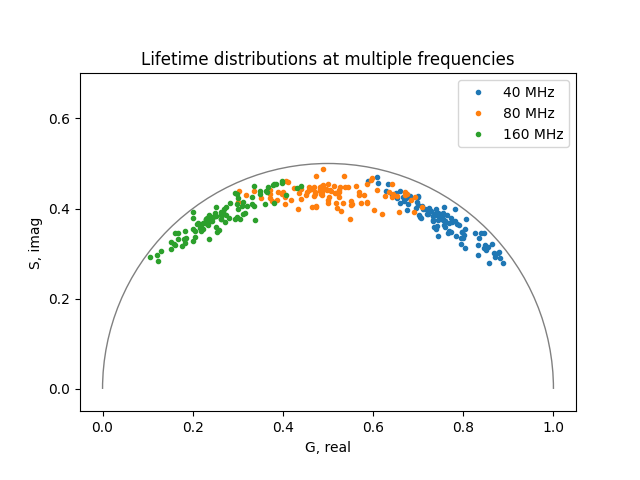 Lifetime distributions at multiple frequencies
40 MHz
80 MHz
160 MHz
S, imag
0.6
0.4
0.2
0.0
0.0 0.2 0.4 0.6 0.8 1.0
G, real